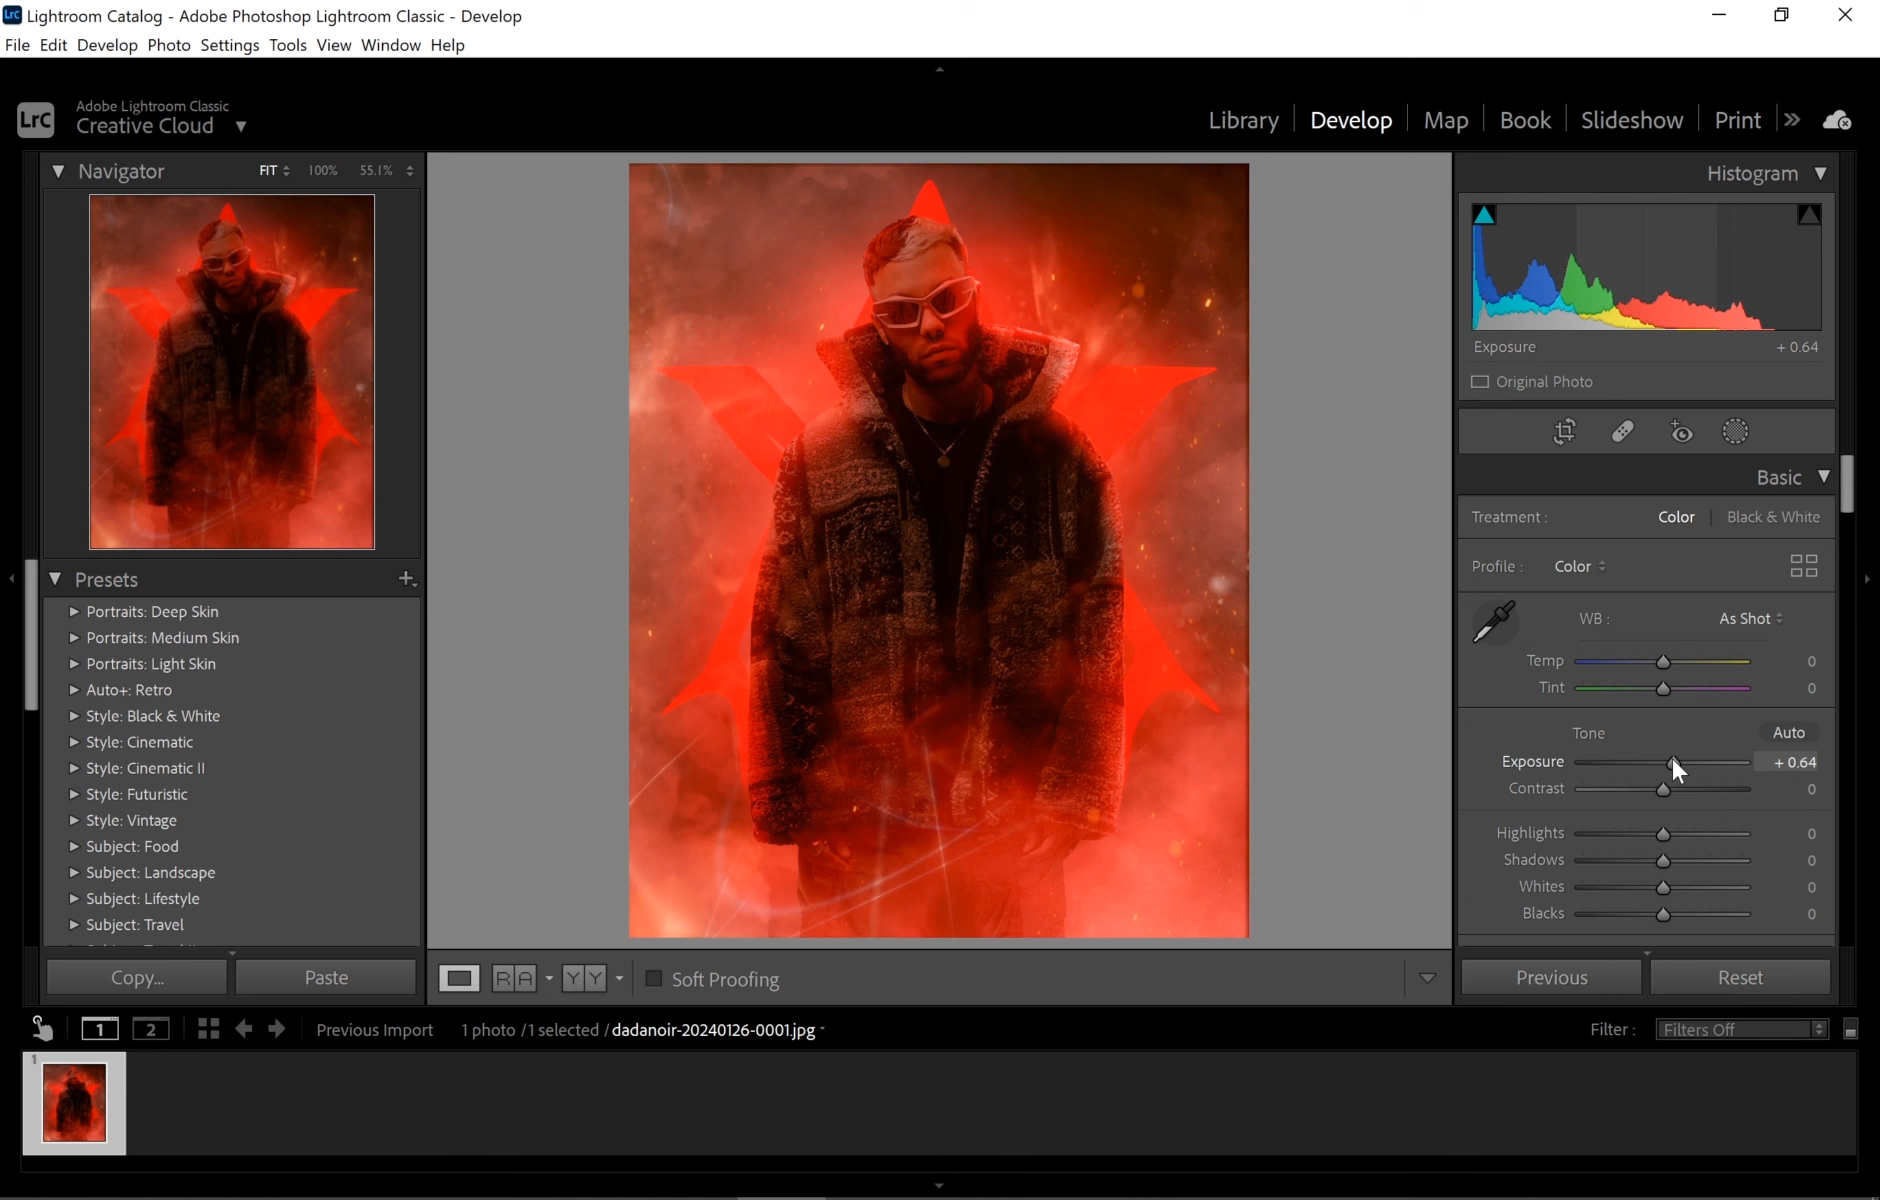 Lrc Lightroom Catalog - Adobe Photoshop Lightroom Classic - Develop
File Edit Develop Photo Settings Tools View Window Help
LrC
Adobe Lightroom Classic
Creative Cloud
Library Develop Map Book Slideshow Print
Navigator FIT 100% 55.1%
Histogram
Exposure + 0.64
Original Photo
Basic
Treatment : Color Black & White
Profile : Color
WB : As Shot
Temp 0
Tint 0
Tone Auto
Exposure + 0.64
Contrast 0
Highlights 0
Shadows 0
Whites 0
Blacks 0
Presets
Portraits: Deep Skin
Portraits: Medium Skin
Portraits: Light Skin
Auto+: Retro
Style: Black & White
Style: Cinematic
Style: Cinematic II
Style: Futuristic
Style: Vintage
Subject: Food
Subject: Landscape
Subject: Lifestyle
Subject: Travel
Copy... Paste
R A Y Y Soft Proofing
Previous Reset
1 2 Previous Import 1 photo / 1 selected / dadanoir-20240126-0001.jpg
Filter : Filters Off
1